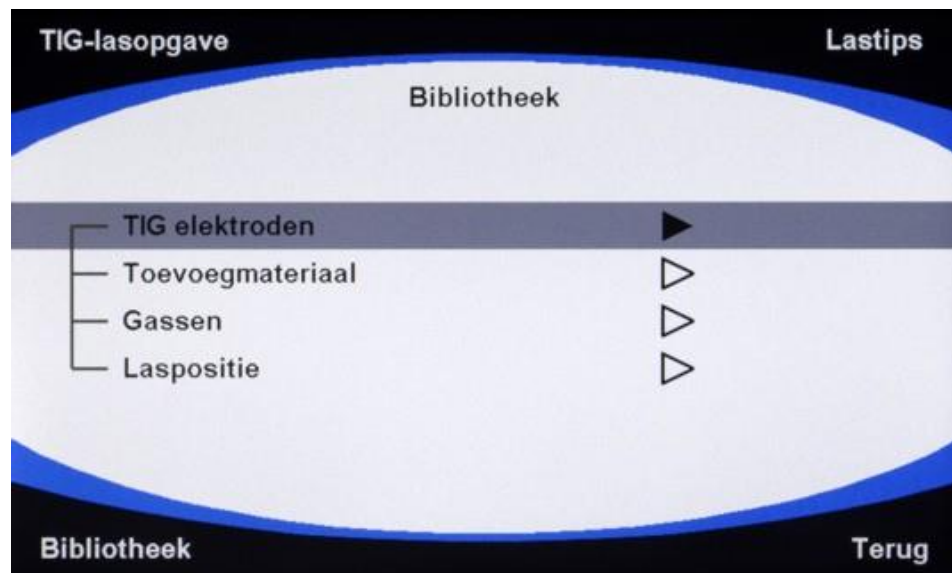 TIG-lasopgave
Lastips
Bibliotheek
TIG elektroden
Toevoegmateriaal
Gassen
Laspositie
Bibliotheek
Terug